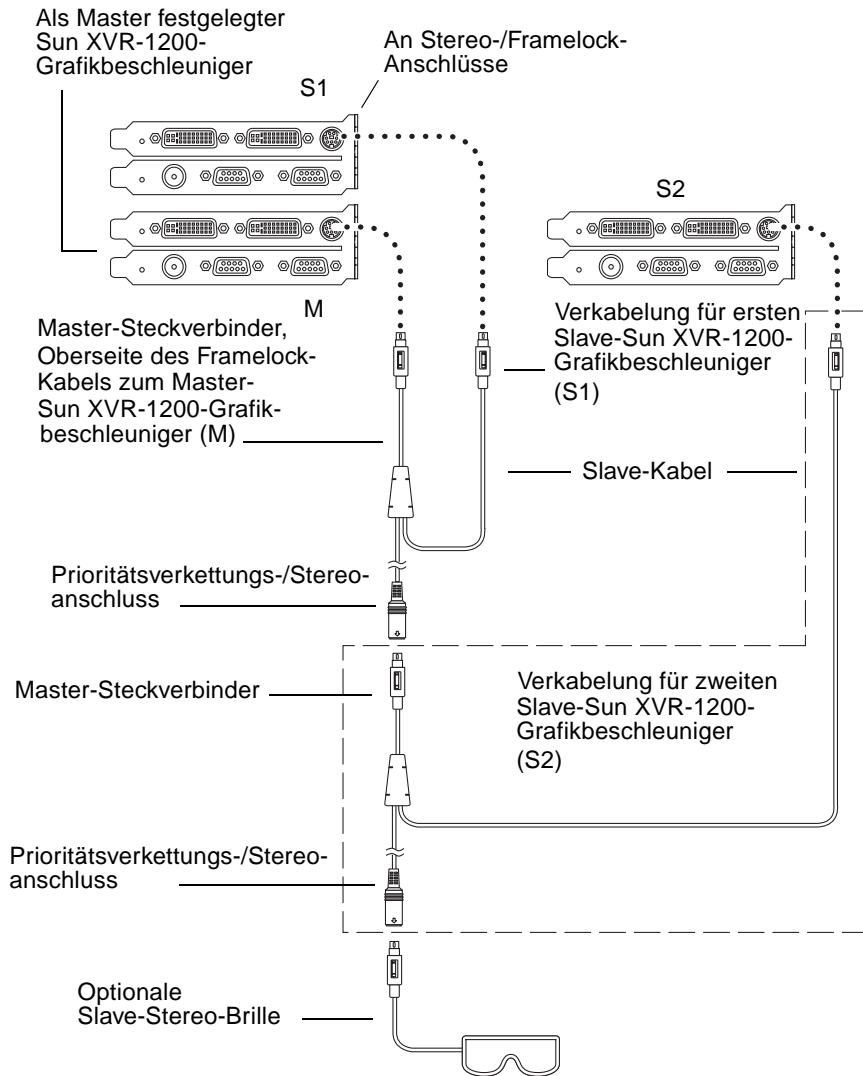 Als Master festgelegter
Sun XVR-1200-
Grafikbeschleuniger
An Stereo-/Framelock-
Anschlüsse
S1
S2
M
Master-Steckverbinder,
Oberseite des Framelock-
Kabels zum Master-
Sun XVR-1200-Grafik-
beschleuniger (M)
Verkabelung für ersten
Slave-Sun XVR-1200-
Grafikbeschleuniger
(S1)
Slave-Kabel
Prioritätsverkettungs-/Stereo-
anschluss
Master-Steckverbinder
Verkabelung für zweiten
Slave-Sun XVR-1200-
Grafikbeschleuniger
(S2)
Prioritätsverkettungs-/Stereo-
anschluss
Optionale
Slave-Stereo-Brille